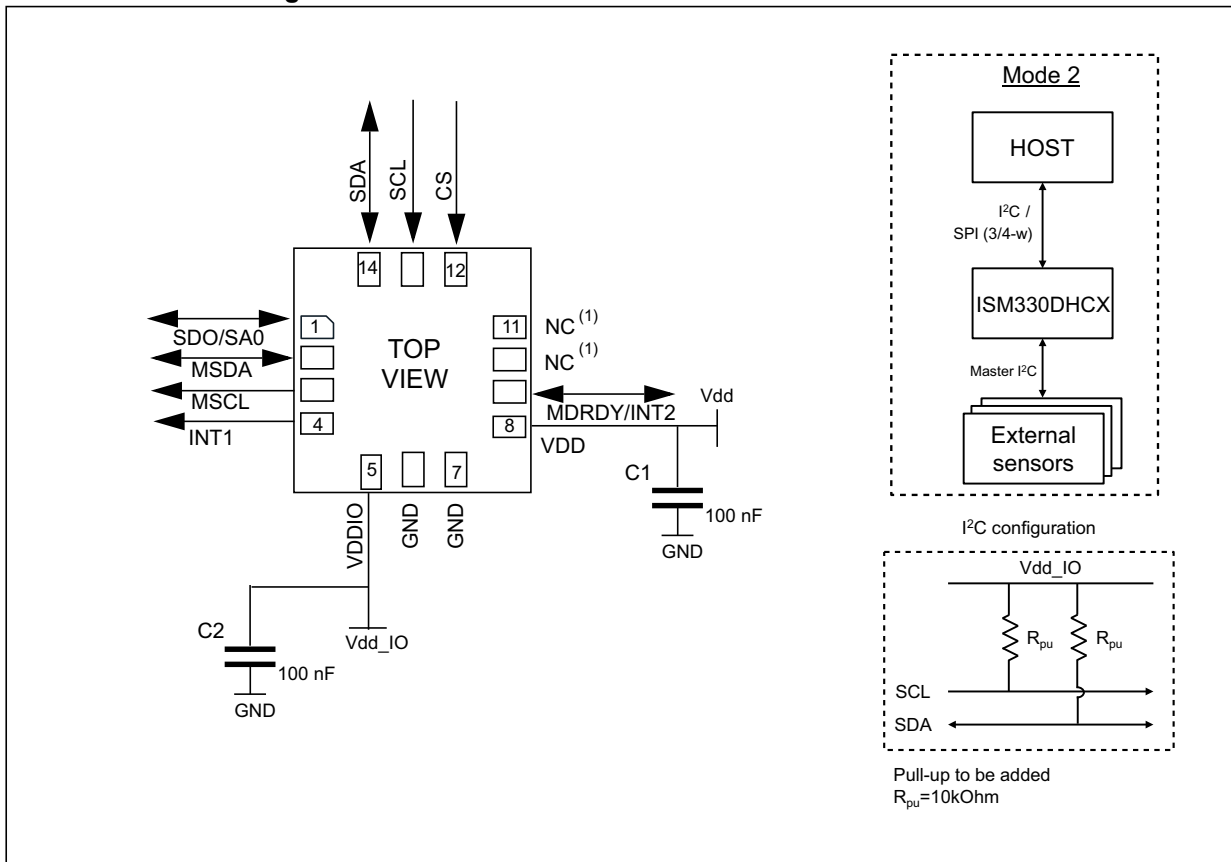 SDA
SCL
CS
14
12
1
11
NC (1)
NC (1)
SDO/SA0
MSDA
MSCL
INT1
TOP
VIEW
4
8
MDRDY/INT2
Vdd
VDD
5
7
VDDIO
GND
GND
C1
100 nF
GND
C2
100 nF
GND
Vdd_IO
Mode 2
HOST
I²C /
SPI (3/4-w)
ISM330DHCX
Master I²C
External
sensors
I²C configuration
Vdd_IO
Rpu
Rpu
SCL
SDA
Pull-up to be added
Rpu=10kOhm